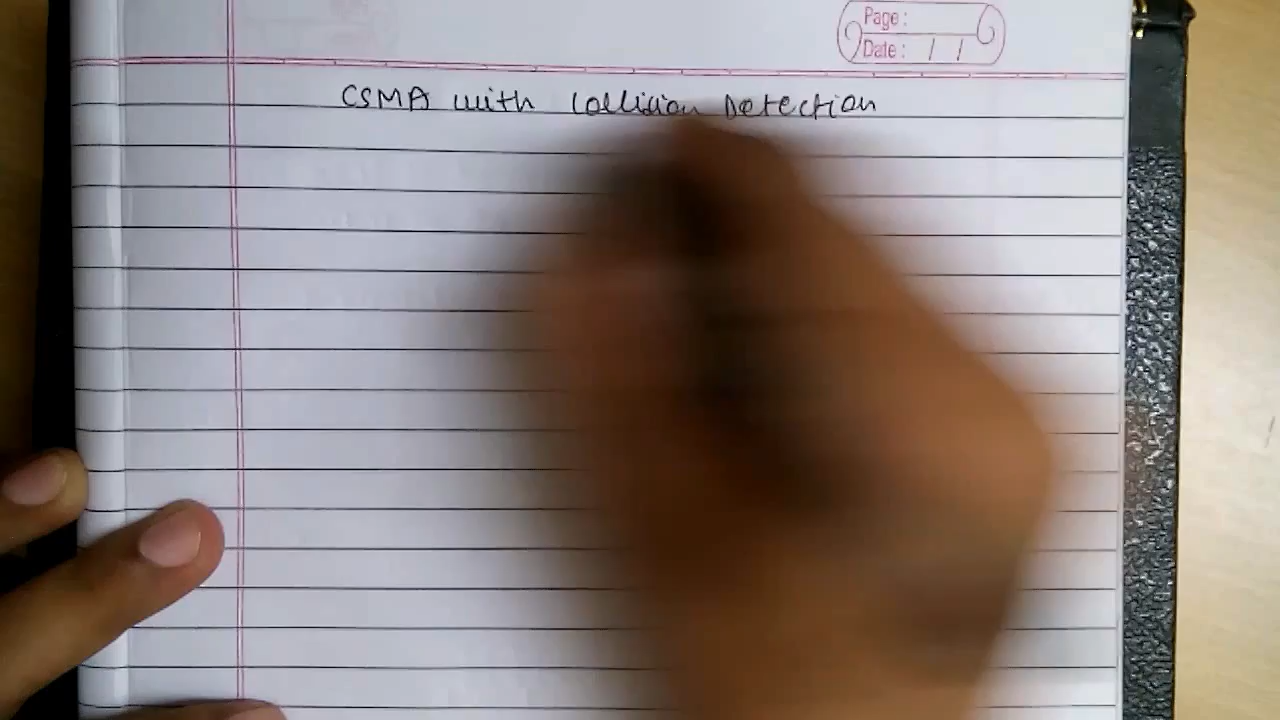 Page :
Date : / /
CSMA with Collision Detection